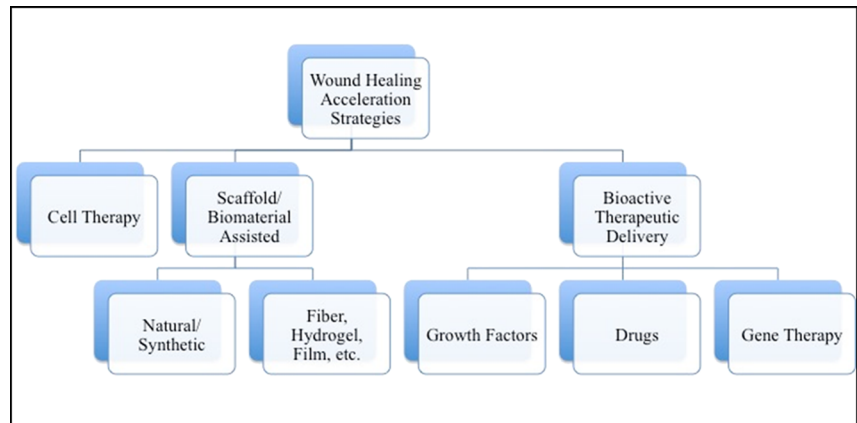 Wound Healing
Acceleration
Strategies
Cell Therapy
Scaffold/
Biomaterial
Assisted
Bioactive
Therapeutic
Delivery
Natural/
Synthetic
Fiber,
Hydrogel,
Film, etc.
Growth Factors
Drugs
Gene Therapy